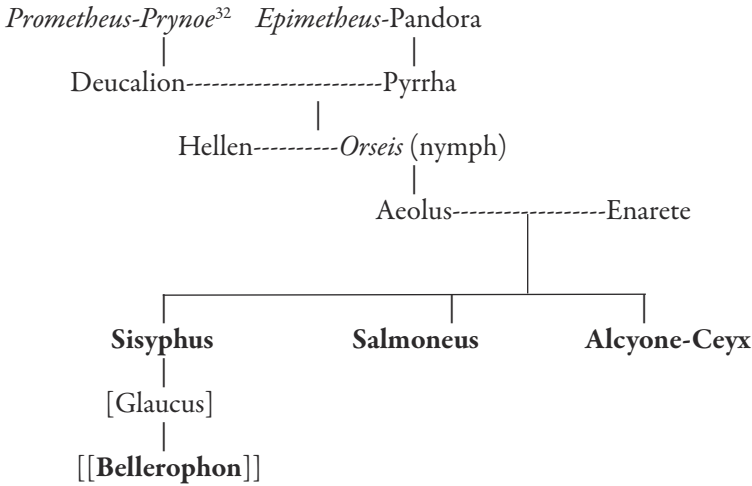 Prometheus-Prynoe³² Epimetheus-Pandora
Deucalion-----------------------Pyrrha
Hellen----------Orseis (nymph)
Aeolus------------------Enarete
Sisyphus Salmoneus Alcyone-Ceyx
[Glaucus]
[[Bellerophon]]